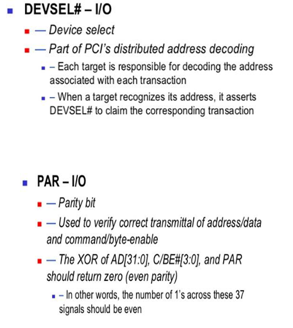 ▪ DEVSEL# – I/O
▪ — Device select
▪ — Part of PCI's distributed address decoding
▪ – Each target is responsible for decoding the address
associated with each transaction
▪ – When a target recognizes its address, it asserts
DEVSEL# to claim the corresponding transaction
▪ PAR – I/O
▪ — Parity bit
▪ — Used to verify correct transmittal of address/data
and command/byte-enable
▪ — The XOR of AD[31:0], C/BE#[3:0], and PAR
should return zero (even parity)
▪ – In other words, the number of 1's across these 37
signals should be even